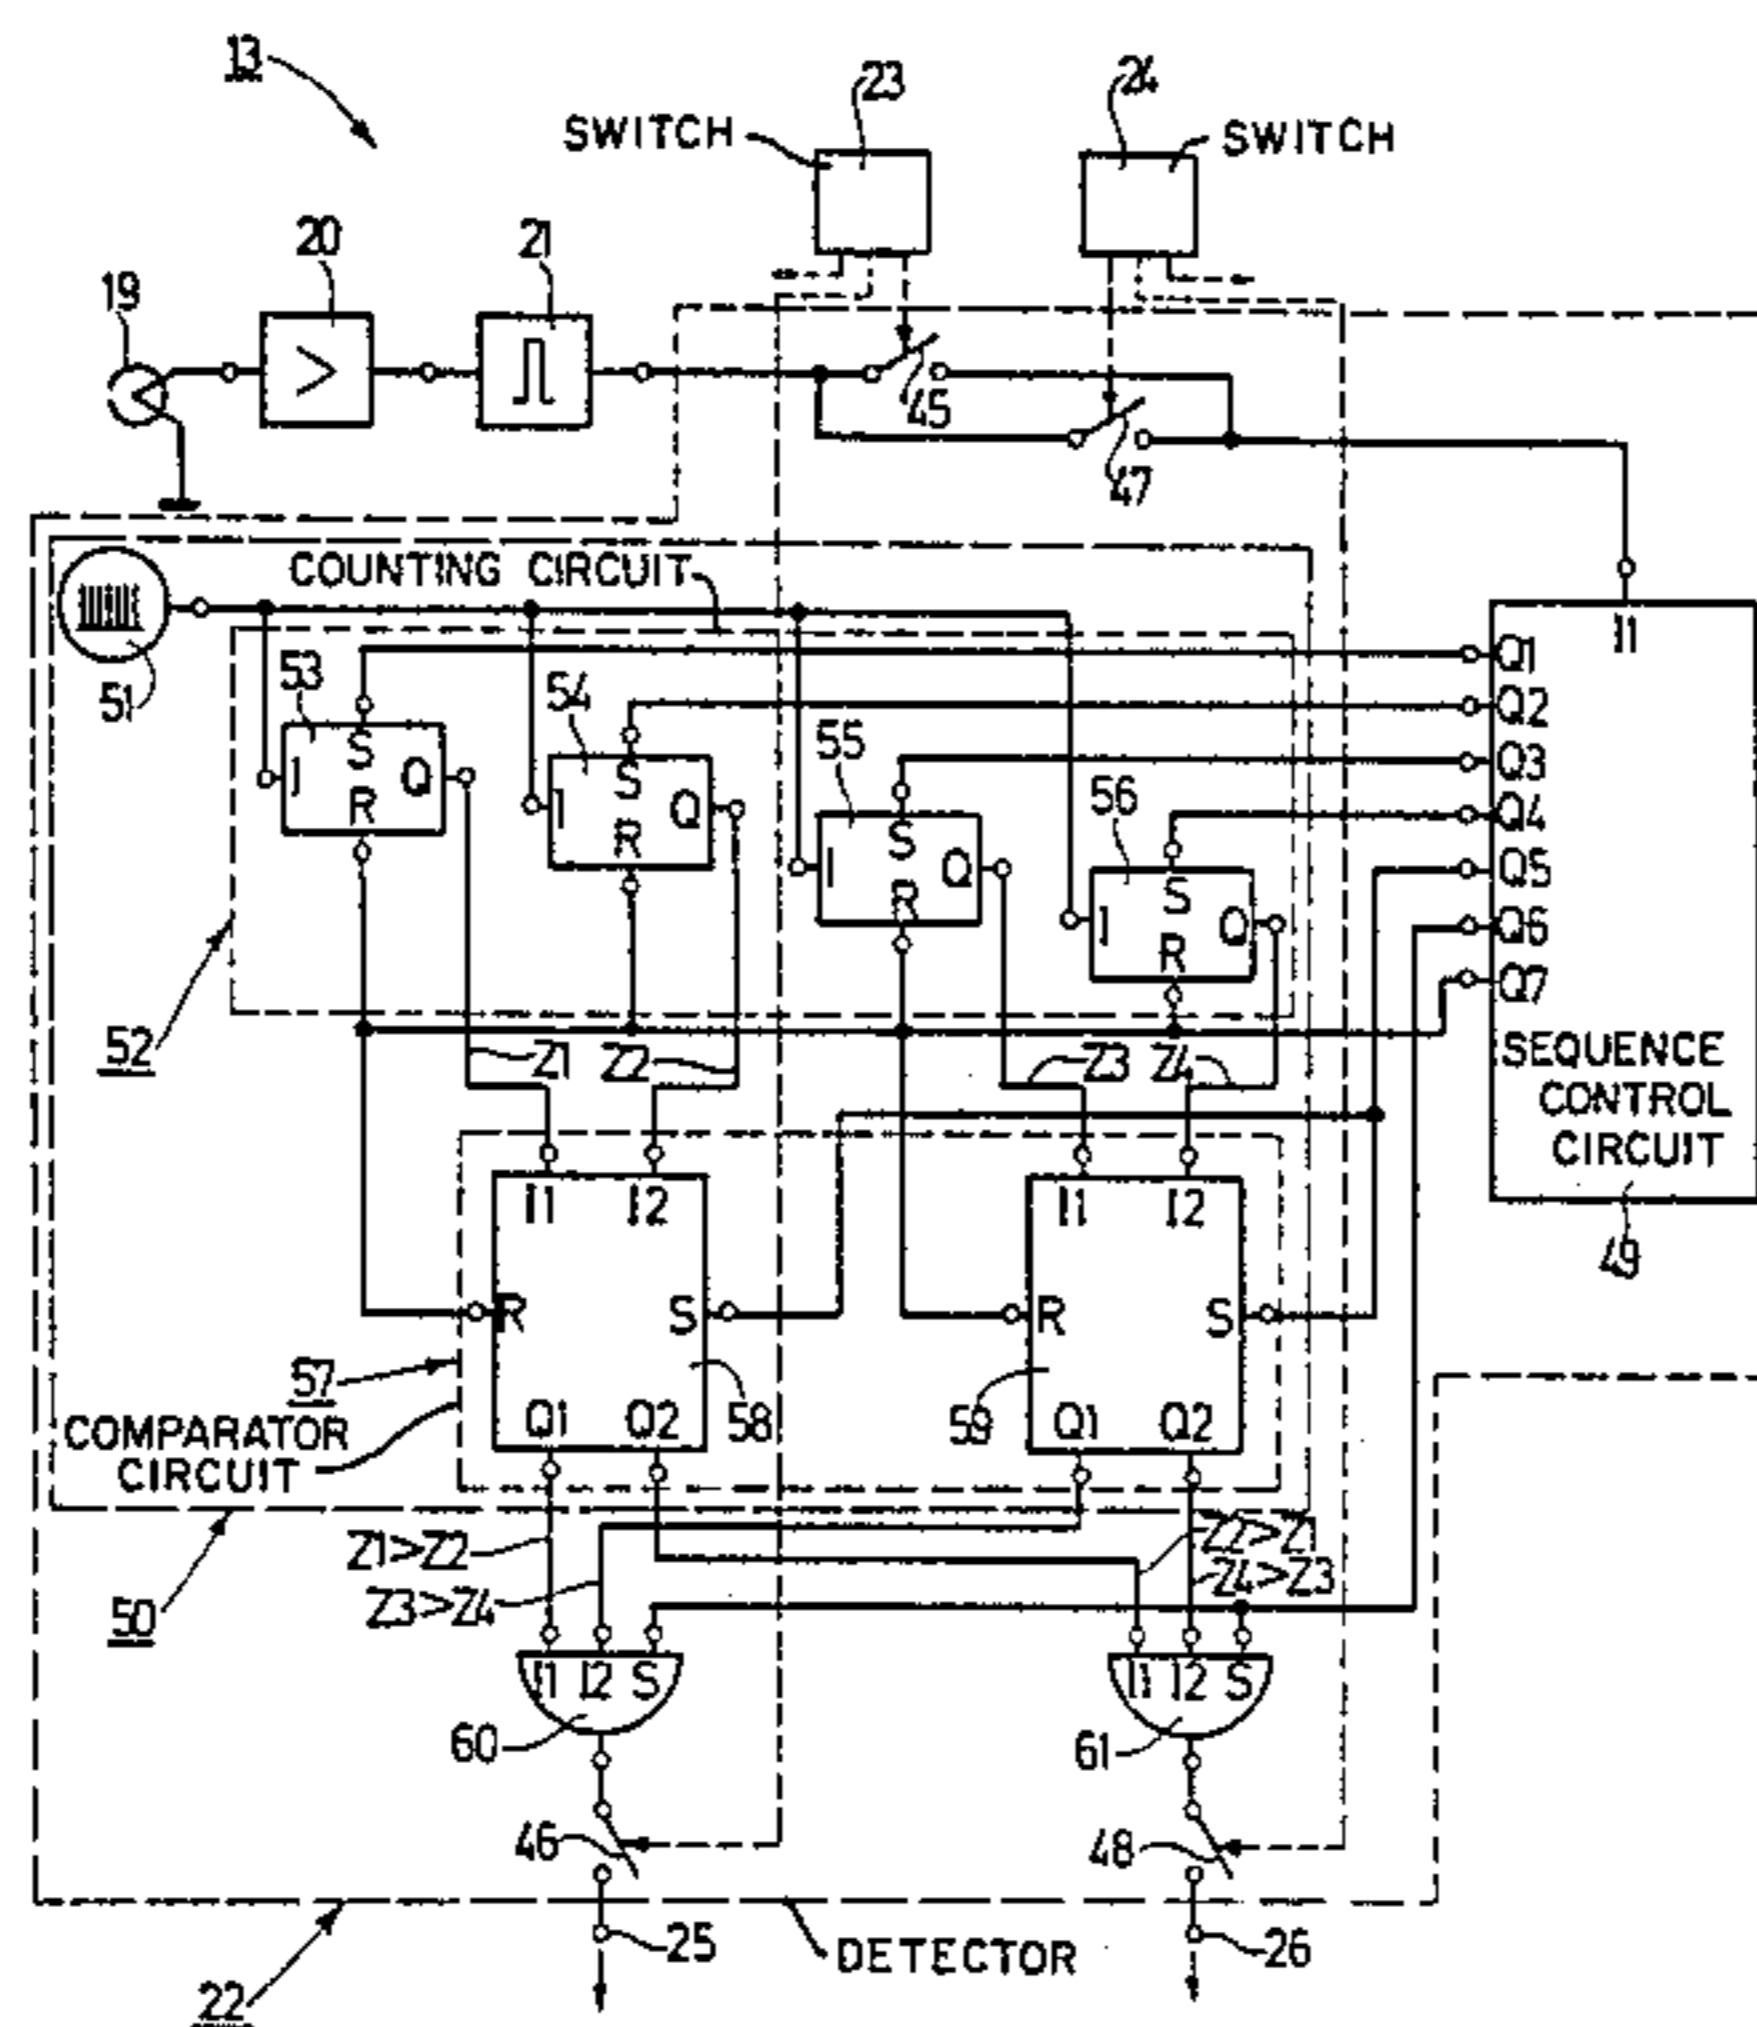 13
SWITCH
23
24
SWITCH
19
20
21
>
45
47
COUNTING CIRCUIT
51
53
54
55
56
I S R Q
I S R Q
I S R Q
I S R Q
I1
Q1
Q2
Q3
Q4
Q5
Q6
Q7
SEQUENCE
CONTROL
CIRCUIT
49
52
Z1
Z2
Z3
Z4
I1 I2
R S
Q1 Q2
58
I1 I2
R S
Q1 Q2
59
57
COMPARATOR
CIRCUIT
50
Z1>Z2
Z3>Z4
Z2>Z1
Z4>Z3
I1 I2 S
60
I1 I2 S
61
46
48
25
DETECTOR
26
22